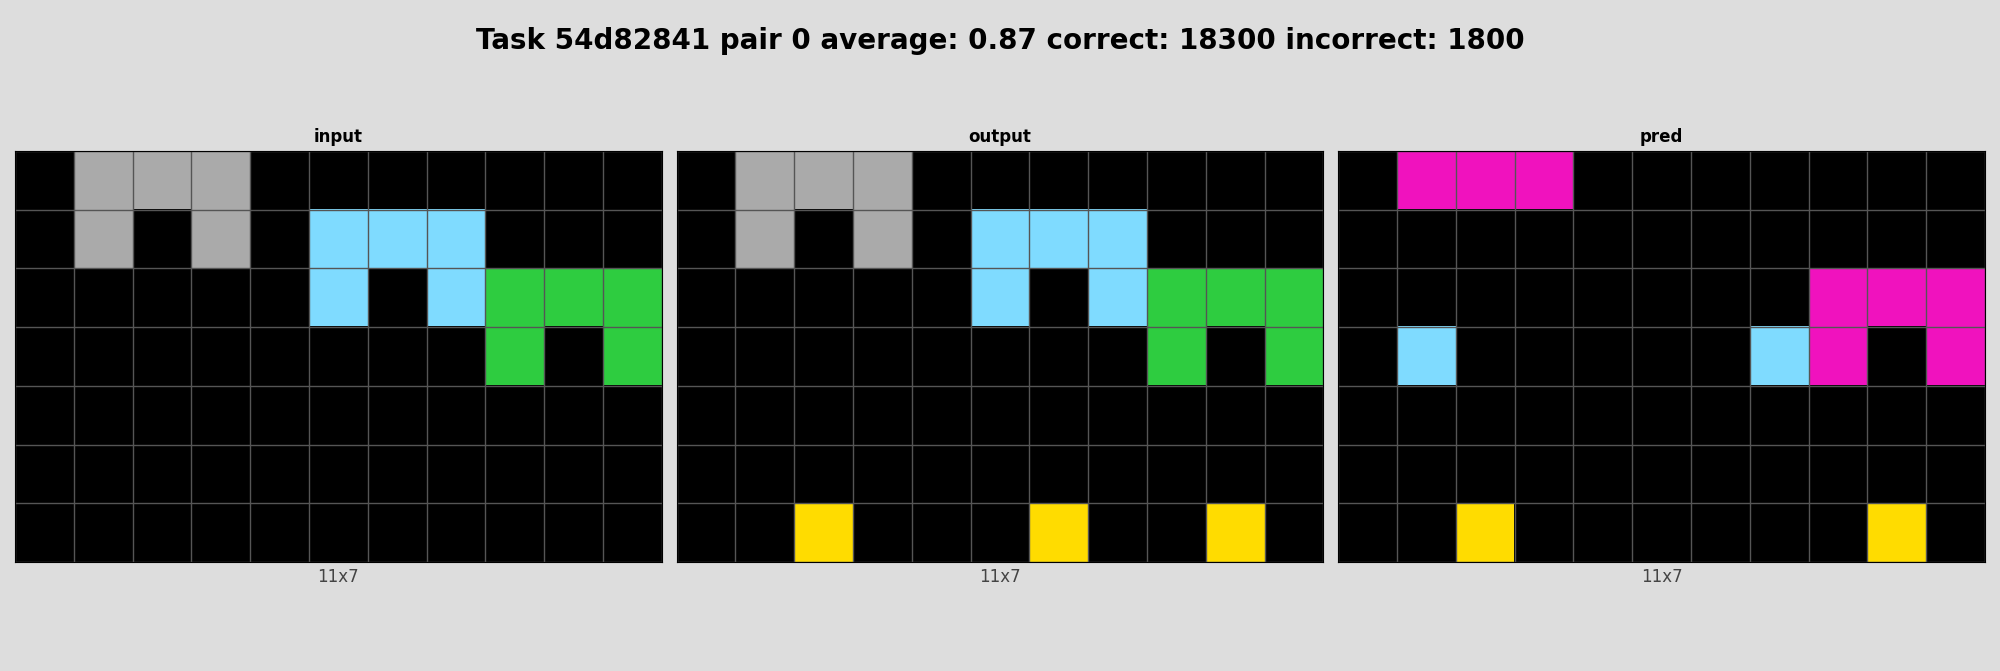 Task 54d82841 pair 0 average: 0.87 correct: 18300 incorrect: 1800
input
output
pred
11x7
11x7
11x7